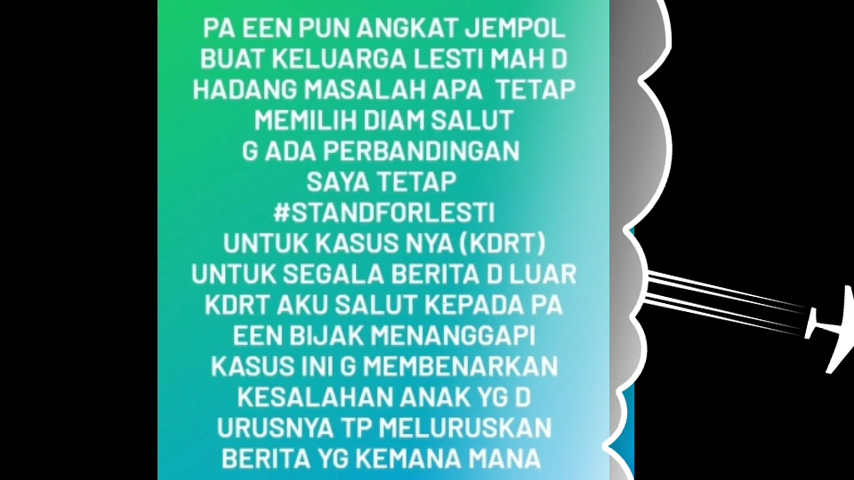 PA EEN PUN ANGKAT JEMPOL
BUAT KELUARGA LESTI MAH D
HADANG MASALAH APA TETAP
MEMILIH DIAM SALUT
G ADA PERBANDINGAN
SAYA TETAP
#STANDFORLESTI
UNTUK KASUS NYA (KDRT)
UNTUK SEGALA BERITA D LUAR
KDRT AKU SALUT KEPADA PA
EEN BIJAK MENANGGAPI
KASUS INI G MEMBENARKAN
KESALAHAN ANAK YG D
URUSNYA TP MELURUSKAN
BERITA YG KEMANA MANA